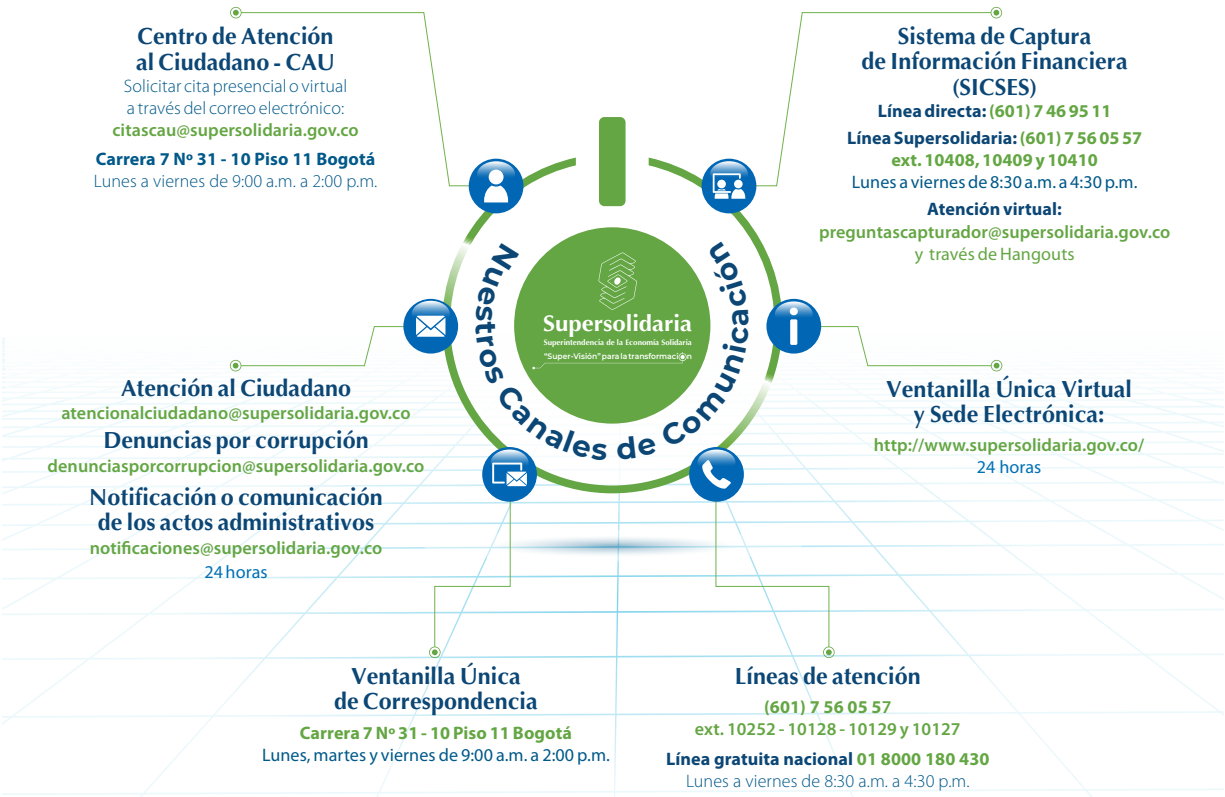 Centro de Atención
al Ciudadano - CAU
Solicitar cita presencial o virtual
a través del correo electrónico:
citascau@supersolidaria.gov.co
Carrera 7 Nº 31 - 10 Piso 11 Bogotá
Lunes a viernes de 9:00 a.m. a 2:00 p.m.
Sistema de Captura
de Información Financiera
(SICSES)
Línea directa: (601) 7 46 95 11
Línea Supersolidaria: (601) 7 56 05 57
ext. 10408, 10409 y 10410
Lunes a viernes de 8:30 a.m. a 4:30 p.m.
Atención virtual:
preguntascapturador@supersolidaria.gov.co
y través de Hangouts
Nuestros Canales de Comunicación
Supersolidaria
Superintendencia de la Economía Solidaria
"Super-Visión" para la transformación
Atención al Ciudadano
atencionalciudadano@supersolidaria.gov.co
Denuncias por corrupción
denunciasporcorrupcion@supersolidaria.gov.co
Notificación o comunicación
de los actos administrativos
notificaciones@supersolidaria.gov.co
24 horas
Ventanilla Única Virtual
y Sede Electrónica:
http://www.supersolidaria.gov.co/
24 horas
Ventanilla Única
de Correspondencia
Carrera 7 Nº 31 - 10 Piso 11 Bogotá
Lunes, martes y viernes de 9:00 a.m. a 2:00 p.m.
Líneas de atención
(601) 7 56 05 57
ext. 10252 - 10128 - 10129 y 10127
Línea gratuita nacional 01 8000 180 430
Lunes a viernes de 8:30 a.m. a 4:30 p.m.